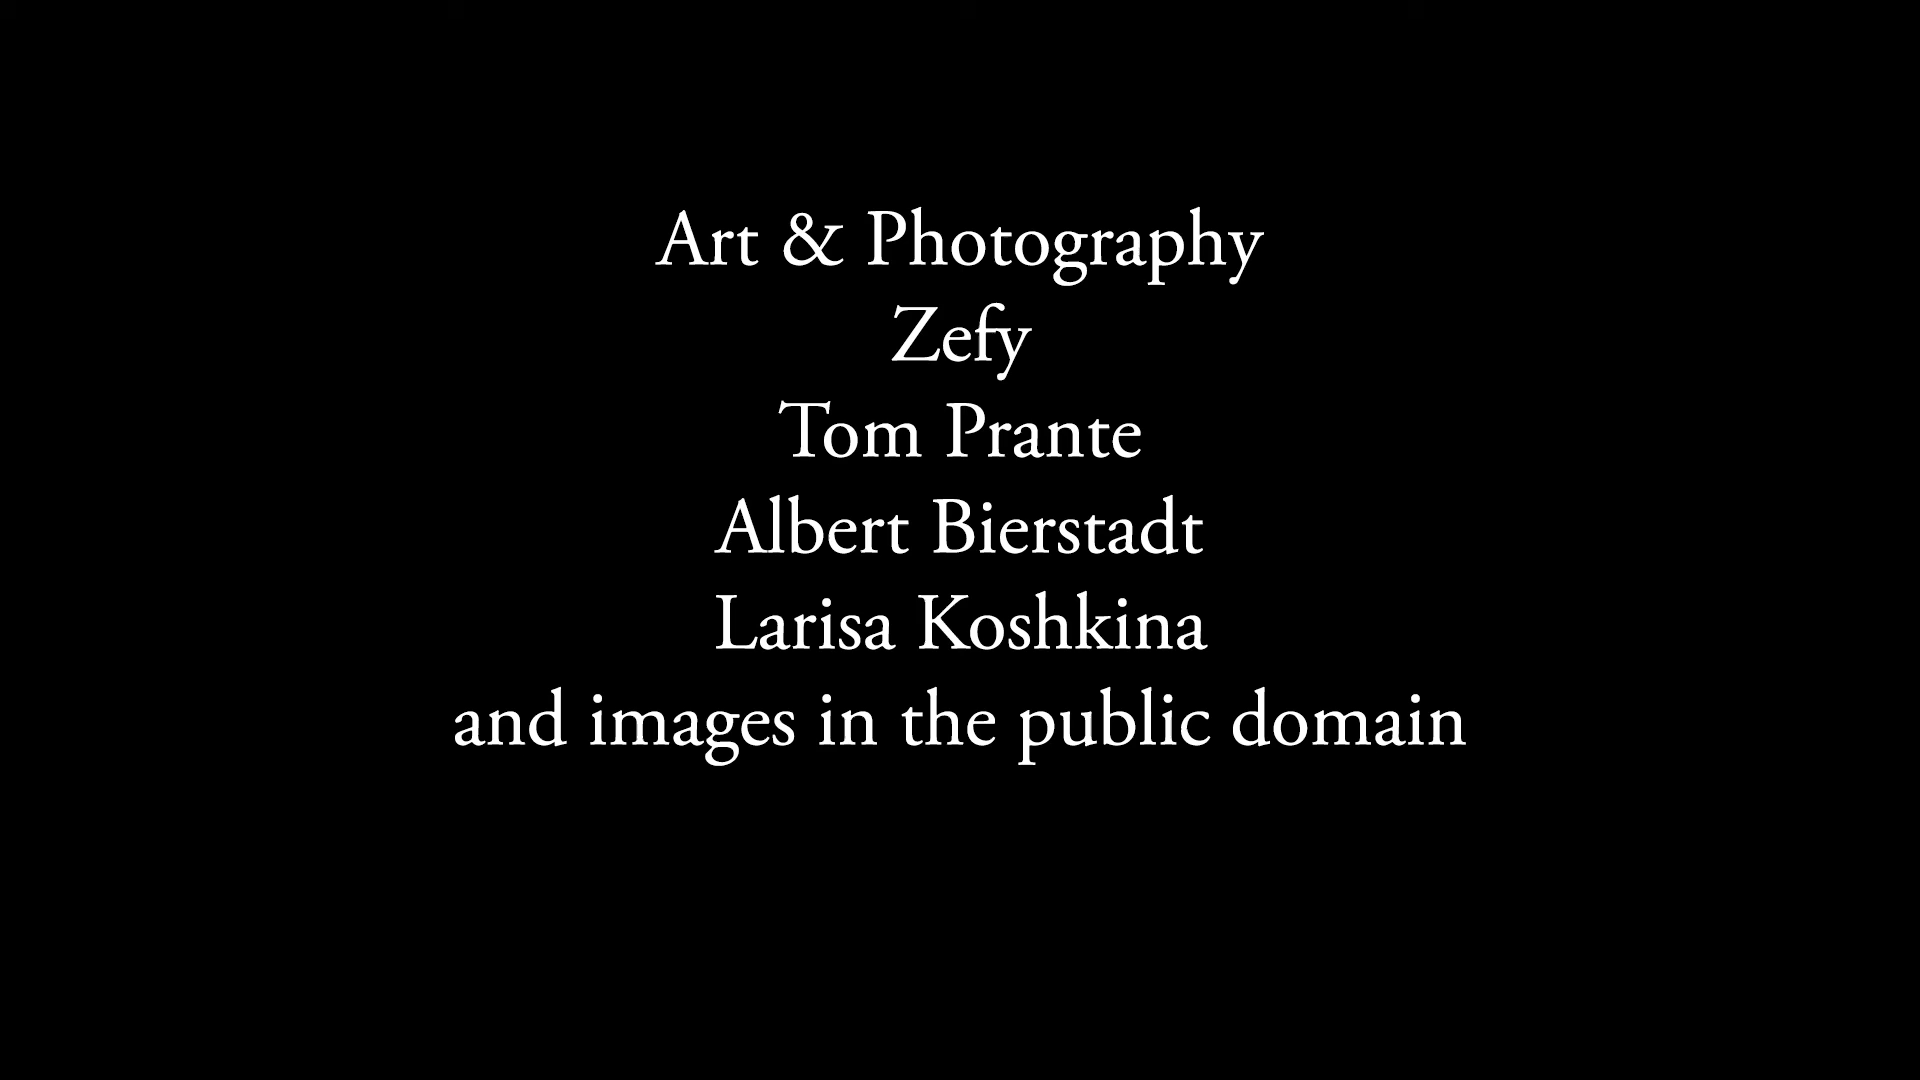 Art & Photography
Zefy
Tom Prante
Albert Bierstadt
Larisa Koshkina
and images in the public domain